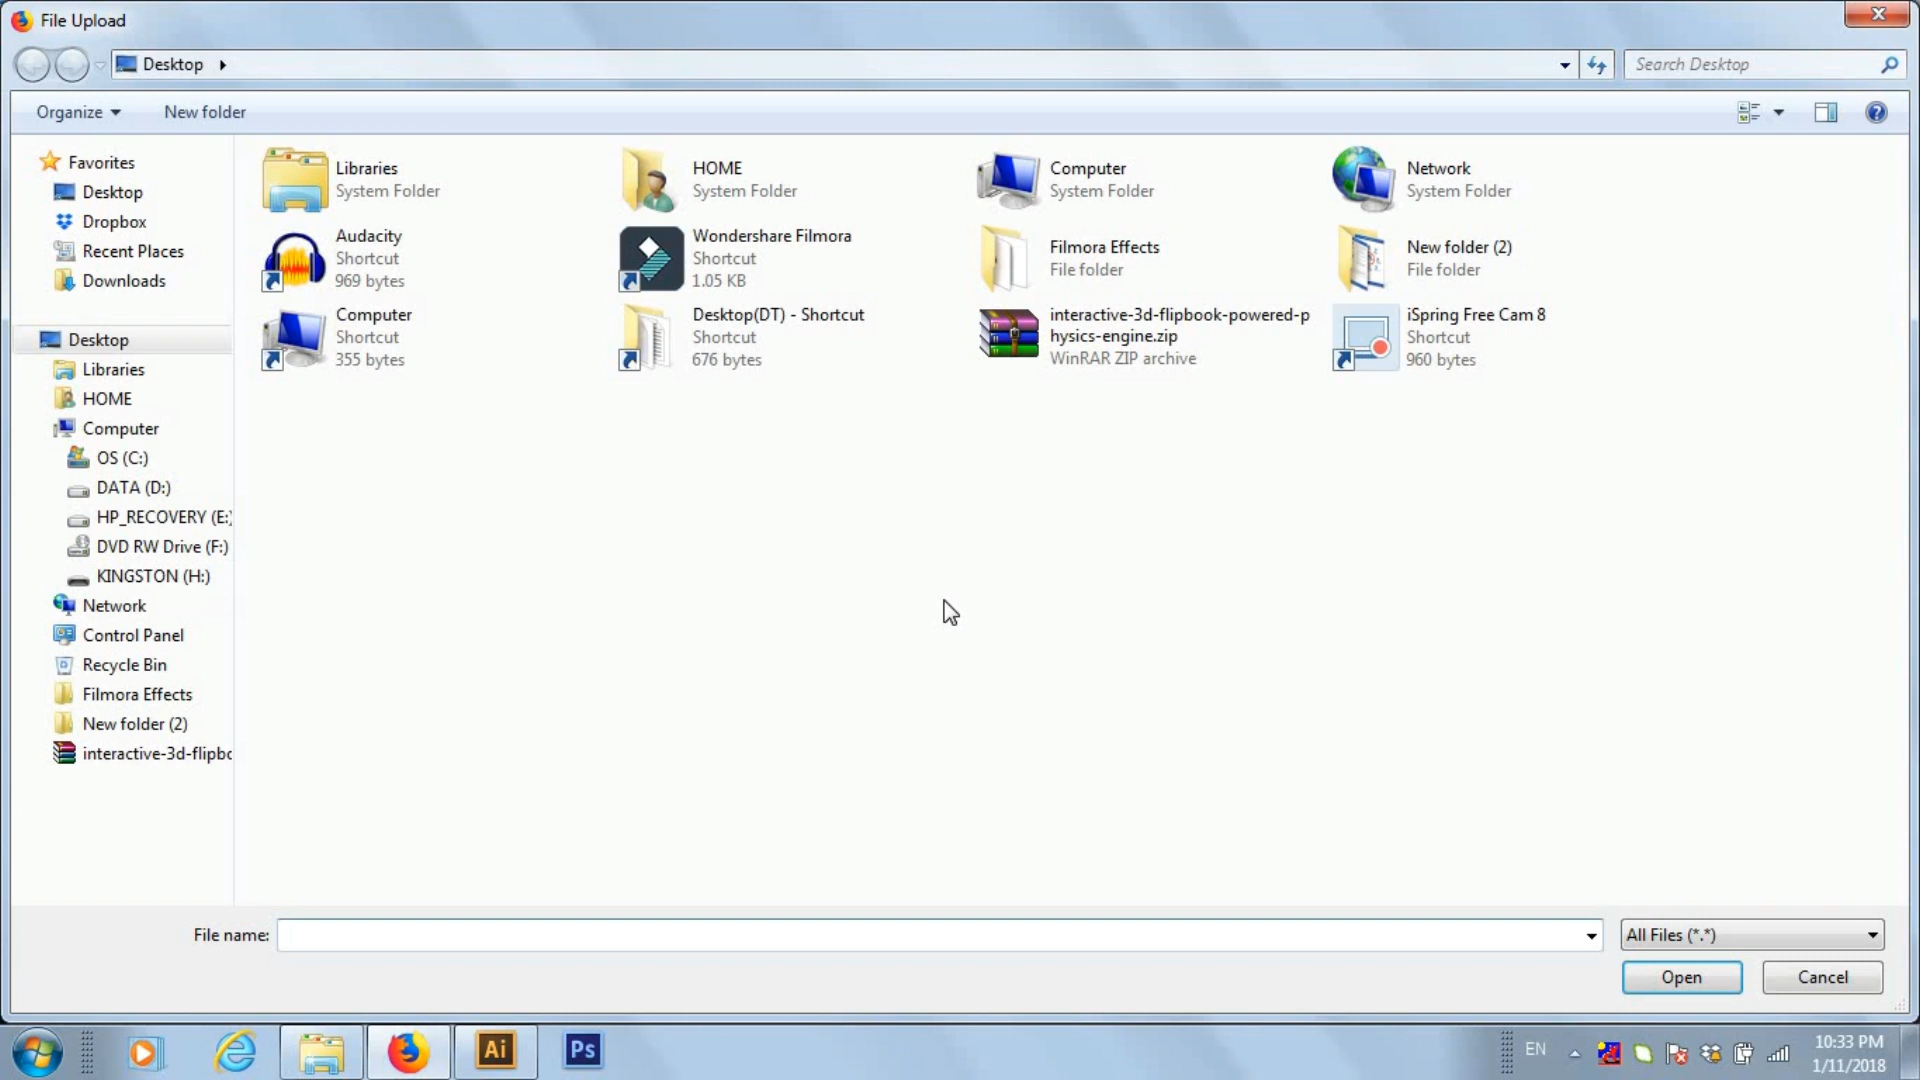 File Upload
Desktop
Search Desktop
Organize
New folder
Favorites
Desktop
Dropbox
Recent Places
Downloads
Desktop
Libraries
HOME
Computer
OS (C:)
DATA (D:)
HP_RECOVERY (E:)
DVD RW Drive (F:)
KINGSTON (H:)
Network
Control Panel
Recycle Bin
Filmora Effects
New folder (2)
interactive-3d-flipbo
Libraries
System Folder
HOME
System Folder
Computer
System Folder
Network
System Folder
Audacity
Shortcut
969 bytes
Wondershare Filmora
Shortcut
1.05 KB
Filmora Effects
File folder
New folder (2)
File folder
Computer
Shortcut
355 bytes
Desktop(DT) - Shortcut
Shortcut
676 bytes
interactive-3d-flipbook-powered-p
hysics-engine.zip
WinRAR ZIP archive
iSpring Free Cam 8
Shortcut
960 bytes
File name:
All Files (*.*)
Open
Cancel
Ai
Ps
EN
10:33 PM
1/11/2018